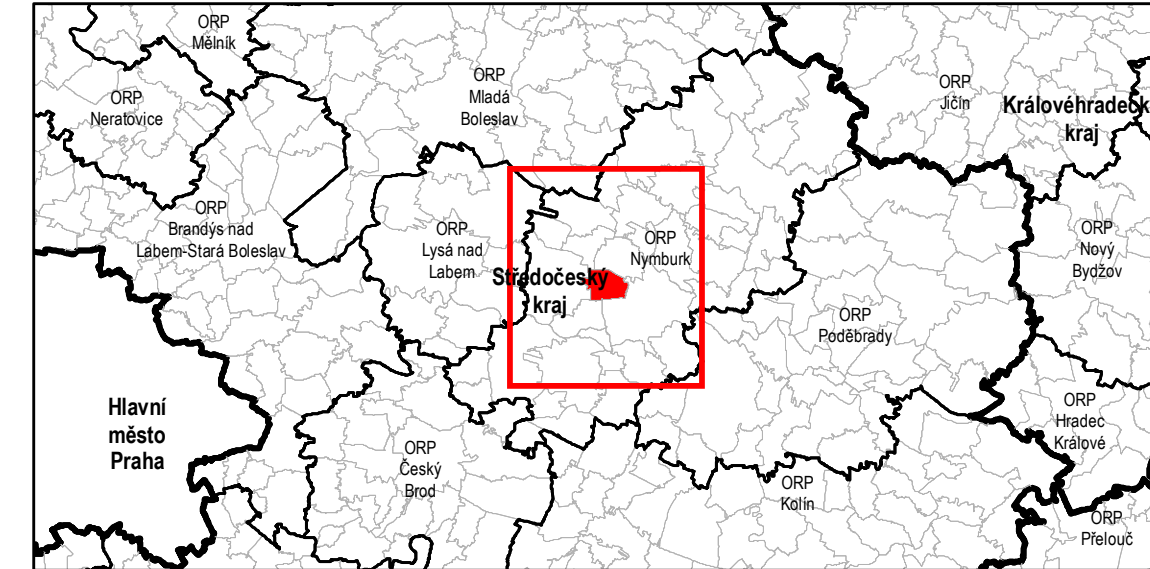 ORP
Mělník
ORP
Neratovice
ORP
Mladá
Boleslav
ORP
Jičín
Královéhradeck
kraj
ORP
Brandýs nad
Labem-Stará Boleslav
ORP
Lysá nad
Labem
ORP
Nymburk
Středočeský
kraj
ORP
Nový
Bydžov
ORP
Poděbrady
Hlavní
město
Praha
ORP
Český
Brod
ORP
Hradec
Králové
ORP
Kolín
ORP
Přelouč